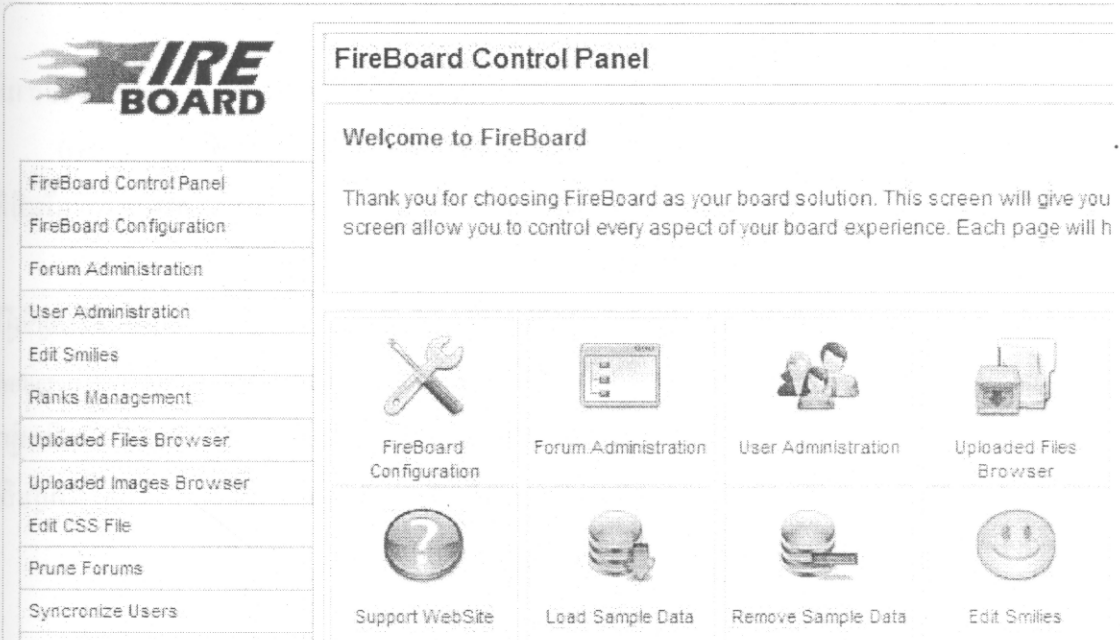 FIRE
BOARD
FireBoard Control Panel
FireBoard Configuration
Forum Administration
User Administration
Edit Smilies
Ranks Management
Uploaded Files Browser
Uploaded Images Browser
Edit CSS File
Prune Forums
Syncronize Users
FireBoard Control Panel
Welcome to FireBoard
Thank you for choosing FireBoard as your board solution. This screen will give you
screen allow you to control every aspect of your board experience. Each page will h
FireBoard
Configuration
Forum Administration
User Administration
Uploaded Files
Browser
Support WebSite
Load Sample Data
Remove Sample Data
Edit Smilies